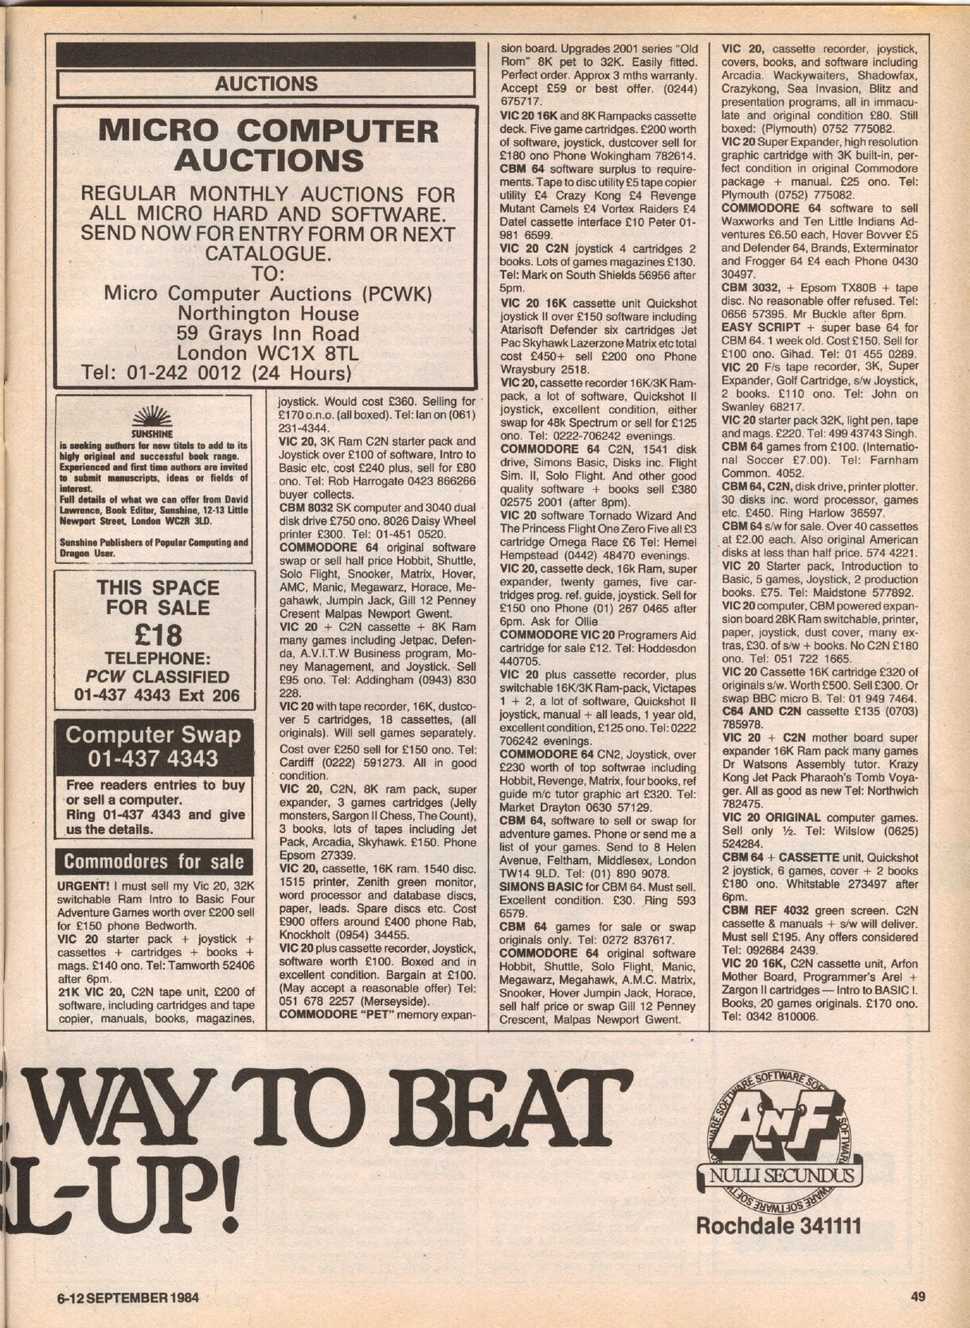 AUCTIONS
MICRO COMPUTER
AUCTIONS
REGULAR MONTHLY AUCTIONS FOR
ALL MICRO HARD AND SOFTWARE.
SEND NOW FOR ENTRY FORM OR NEXT
CATALOGUE.
TO:
Micro Computer Auctions (PCWK)
Northington House
59 Grays Inn Road
London WC1X 8TL
Tel: 01-242 0012 (24 Hours)
SUNSHINE
is seeking authors for new titels to add to its
higly original and successful book range.
Experienced and first time authors are invited
to submit manuscripts, ideas or fields of
interest.
Full details of what we can offer from David
Lawrence, Book Editor, Sunshine, 12-13 Little
Newport Street, London WC2R 3LD.
Sunshine Publishers of Popular Computing and
Dragon User.
THIS SPACE
FOR SALE
£18
TELEPHONE:
PCW CLASSIFIED
01-437 4343 Ext 206
Computer Swap
01-437 4343
Free readers entries to buy
or sell a computer.
Ring 01-437 4343 and give
us the details.
Commodores for sale
URGENT! I must sell my Vic 20, 32K
switchable Ram Intro to Basic Four
Adventure Games worth over £200 sell
for £150 phone Bedworth.
VIC 20 starter pack + joystick +
cassettes + cartridges + books +
mags. £140 ono. Tel: Tamworth 52406
after 6pm.
21K VIC 20, C2N tape unit, £200 of
software, including cartridges and tape
copier, manuals, books, magazines,
joystick. Would cost £360. Selling for
£170 o.n.o. (all boxed). Tel: Ian on (061)
231-4344.
VIC 20, 3K Ram C2N starter pack and
Joystick over £100 of software, Intro to
Basic etc, cost £240 plus, sell for £80
ono. Tel: Rob Harrogate 0423 866266
buyer collects.
CBM 8032 SK computer and 3040 dual
disk drive £750 ono. 8026 Daisy Wheel
printer £300. Tel: 01-451 0520.
COMMODORE 64 original software
swap or sell half price Hobbit, Shuttle,
Solo Flight, Snooker, Matrix, Hover,
AMC, Manic, Megawarz, Horace, Me-
gahawk, Jumpin Jack, Gill 12 Penney
Cresent Malpas Newport Gwent.
VIC 20 + C2N cassette + 8K Ram
many games including Jetpac, Defen-
da, A.V.I.T.W Business program, Mo-
ney Management, and Joystick. Sell
£95 ono. Tel: Addingham (0943) 830
228.
VIC 20 with tape recorder, 16K, dustco-
ver 5 cartridges, 18 cassettes, (all
originals). Will sell games separately.
Cost over £250 sell for £150 ono. Tel:
Cardiff (0222) 591273. All in good
condition.
VIC 20, C2N, 8K ram pack, super
expander, 3 games cartridges (Jelly
monsters, Sargon II Chess, The Count),
3 books, lots of tapes including Jet
Pack, Arcadia, Skyhawk. £150. Phone
Epsom 27339.
VIC 20, cassette, 16K ram. 1540 disc.
1515 printer, Zenith green monitor,
word processor and database discs,
paper, leads. Spare discs etc. Cost
£900 offers around £400 phone Rab,
Knockholt (0954) 34455.
VIC 20 plus cassette recorder, Joystick,
software worth £100. Boxed and in
excellent condition. Bargain at £100.
(May accept a reasonable offer) Tel:
051 678 2257 (Merseyside).
COMMODORE "PET" memory expan-
sion board. Upgrades 2001 series "Old
Rom" 8K pet to 32K. Easily fitted.
Perfect order. Approx 3 mths warranty.
Accept £59 or best offer. (0244)
675717.
VIC 20 16K and 8K Rampacks cassette
deck. Five game cartridges. £200 worth
of software, joystick, dustcover sell for
£180 ono Phone Wokingham 782614.
CBM 64 software surplus to require-
ments. Tape to disc utility £5 tape copier
utility £4 Crazy Kong £4 Revenge
Mutant Camels £4 Vortex Raiders £4
Datel cassette interface £10 Peter 01-
981 6599.
VIC 20 C2N joystick 4 cartridges 2
books. Lots of games magazines £130.
Tel: Mark on South Shields 56956 after
5pm.
VIC 20 16K cassette unit Quickshot
joystick II over £150 software including
Atarisoft Defender six cartridges Jet
Pac Skyhawk Lazerzone Matrix etc total
cost £450+ sell £200 ono Phone
Wraysbury 2518.
VIC 20, cassette recorder 16K/3K Ram-
pack, a lot of software, Quickshot II
joystick, excellent condition, either
swap for 48k Spectrum or sell for £125
ono. Tel: 0222-706242 evenings.
COMMODORE 64 C2N, 1541 disk
drive, Simons Basic, Disks inc. Flight
Sim. II, Solo Flight. And other good
quality software + books sell £380
02575 2001 (after 8pm).
VIC 20 software Tornado Wizard And
The Princess Flight One Zero Five all £3
cartridge Omega Race £6 Tel: Hemel
Hempstead (0442) 48470 evenings.
VIC 20, cassette deck, 16k Ram, super
expander, twenty games, five car-
tridges prog. ref. guide, joystick. Sell for
£150 ono Phone (01) 267 0465 after
6pm. Ask for Ollie
COMMODORE VIC 20 Programers Aid
cartridge for sale £12. Tel: Hoddesdon
440705.
VIC 20 plus cassette recorder, plus
switchable 16K/3K Ram-pack, Victapes
1 + 2, a lot of software, Quickshot II
joystick, manual + all leads, 1 year old,
excellent condition, £125 ono. Tel: 0222
706242 evenings.
COMMODORE 64 CN2, Joystick, over
£230 worth of top softwrae including
Hobbit, Revenge, Matrix, four books, ref
guide m/c tutor graphic art £320. Tel:
Market Drayton 0630 57129.
CBM 64, software to sell or swap for
adventure games. Phone or send me a
list of your games. Send to 8 Helen
Avenue, Feltham, Middlesex, London
TW14 9LD. Tel: (01) 890 9078.
SIMONS BASIC for CBM 64. Must sell.
Excellent condition. £30. Ring 593
6579.
CBM 64 games for sale or swap
originals only. Tel: 0272 837617.
COMMODORE 64 original software
Hobbit, Shuttle, Solo Flight, Manic,
Megawarz, Megahawk, A.M.C. Matrix,
Snooker, Hover Jumpin Jack, Horace,
sell half price or swap Gill 12 Penney
Crescent, Malpas Newport Gwent.
VIC 20, cassette recorder, joystick,
covers, books, and software including
Arcadia. Wackywaiters, Shadowfax,
Crazykong, Sea Invasion, Blitz and
presentation programs, all in immacu-
late and original condition £80. Still
boxed: (Plymouth) 0752 775082.
VIC 20 Super Expander, high resolution
graphic cartridge with 3K built-in, per-
fect condition in original Commodore
package + manual. £25 ono. Tel:
Plymouth (0752) 775082.
COMMODORE 64 software to sell
Waxworks and Ten Little Indians Ad-
ventures £6.50 each, Hover Bovver £5
and Defender 64, Brands, Exterminator
and Frogger 64 £4 each Phone 0430
30497.
CBM 3032, + Epsom TX80B + tape
disc. No reasonable offer refused. Tel:
0656 57395. Mr Buckle after 6pm.
EASY SCRIPT + super base 64 for
CBM 64. 1 week old. Cost £150. Sell for
£100 ono. Gihad. Tel: 01 455 0289.
VIC 20 F/s tape recorder, 3K, Super
Expander, Golf Cartridge, s/w Joystick,
2 books. £110 ono. Tel: John on
Swanley 68217.
VIC 20 starter pack 32K, light pen, tape
and mags. £220. Tel: 499 43743 Singh.
CBM 64 games from £100. (Internatio-
nal Soccer £7.00). Tel: Farnham
Common. 4052.
CBM 64, C2N, disk drive, printer plotter.
30 disks inc. word processor, games
etc. £450. Ring Harlow 36597.
CBM 64 s/w for sale. Over 40 cassettes
at £2.00 each. Also original American
disks at less than half price. 574 4221.
VIC 20 Starter pack, Introduction to
Basic, 5 games, Joystick, 2 production
books. £75. Tel: Maidstone 577892.
VIC 20 computer, CBM powered expan-
sion board 28K Ram switchable, printer,
paper, joystick, dust cover, many ex-
tras, £30. of s/w + books. No C2N £180
ono. Tel: 051 722 1665.
VIC 20 Cassette 16K cartridge £320 of
originals s/w. Worth £500. Sell £300. Or
swap BBC micro B. Tel: 01 949 7464.
C64 AND C2N cassette £135 (0703)
785978.
VIC 20 + C2N mother board super
expander 16K Ram pack many games
Dr Watsons Assembly tutor. Krazy
Kong Jet Pack Pharaoh's Tomb Voya-
ger. All as good as new Tel: Northwich
782475.
VIC 20 ORIGINAL computer games.
Sell only ½. Tel: Wilslow (0625)
524284.
CBM 64 + CASSETTE unit, Quickshot
2 joystick, 6 games, cover + 2 books
£180 ono. Whitstable 273497 after
6pm.
CBM REF 4032 green screen. C2N
cassette & manuals + s/w will deliver.
Must sell £195. Any offers considered
Tel: 092684 2439.
VIC 20 16K, C2N cassette unit, Arfon
Mother Board, Programmer's Arel +
Zargon II cartridges — Intro to BASIC I.
Books, 20 games originals. £170 ono.
Tel: 0342 810006.
WAY TO BEAT
L-UP!
SOFTWARE SOFTWARE SOFTWARE
A'N'F
NULLI SECUNDUS
Rochdale 341111
6-12 SEPTEMBER 1984
49